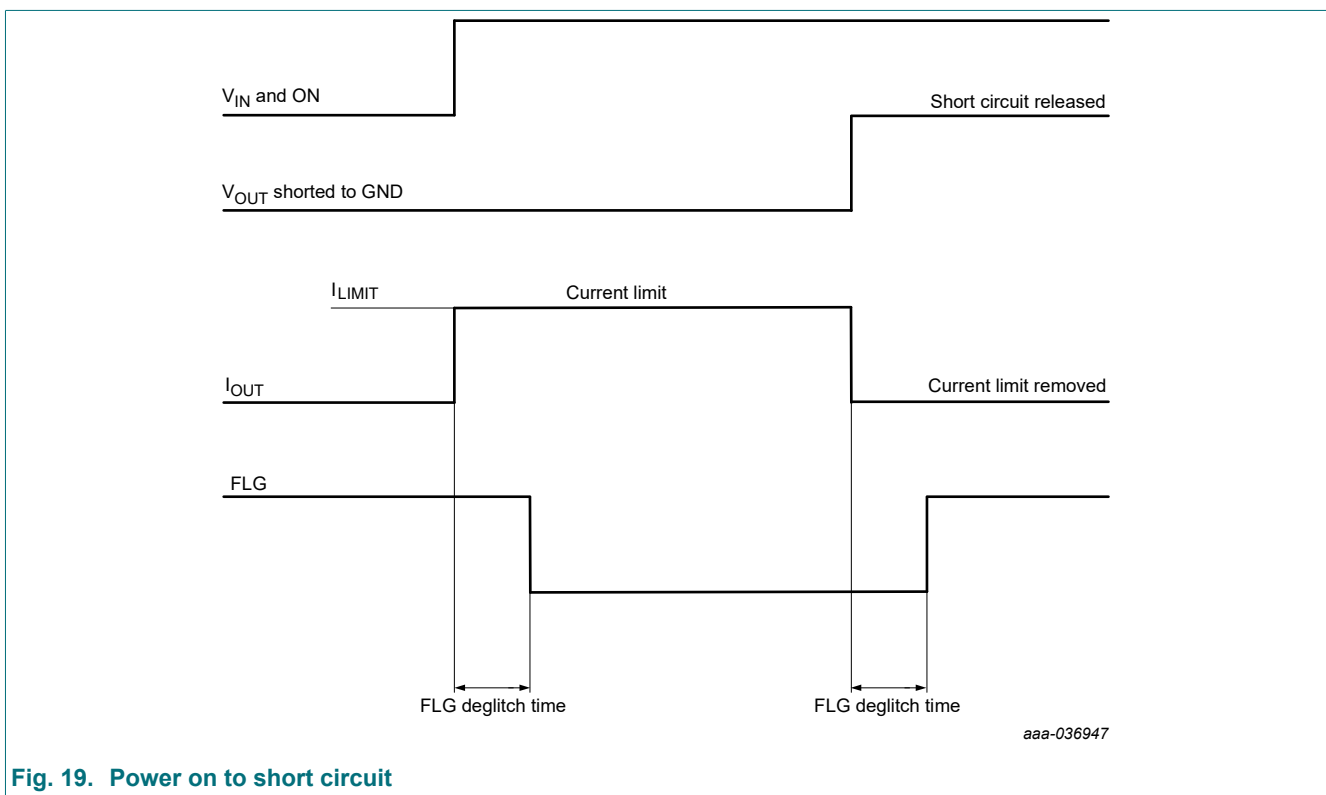 V_IN and ON
Short circuit released
V_OUT shorted to GND
I_LIMIT
Current limit
I_OUT
Current limit removed
FLG
FLG deglitch time
FLG deglitch time
aaa-036947
Fig. 19. Power on to short circuit